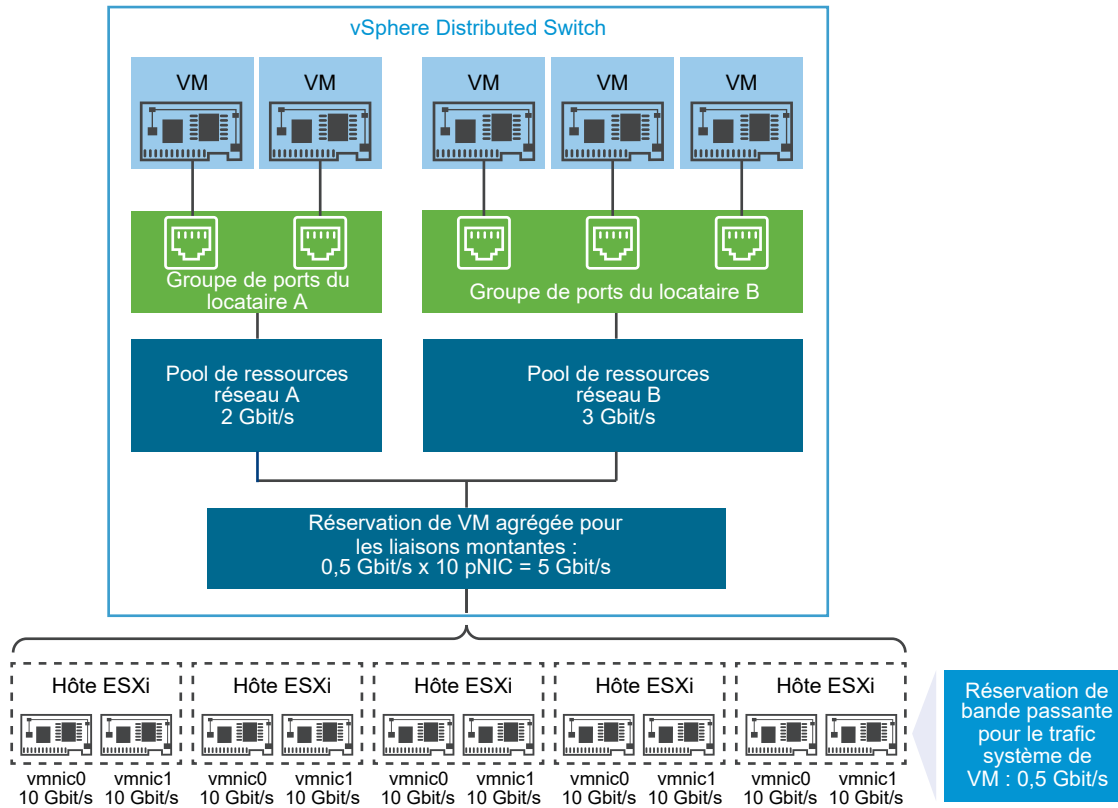 vSphere Distributed Switch
VM
VM
VM
VM
VM
Groupe de ports du
locataire A
Groupe de ports du locataire B
Pool de ressources
réseau A
2 Gbit/s
Pool de ressources
réseau B
3 Gbit/s
Réservation de VM agrégée pour
les liaisons montantes :
0,5 Gbit/s x 10 pNIC = 5 Gbit/s
Hôte ESXi
vmnic0
10 Gbit/s
vmnic1
10 Gbit/s
Hôte ESXi
vmnic0
10 Gbit/s
vmnic1
10 Gbit/s
Hôte ESXi
vmnic0
10 Gbit/s
vmnic1
10 Gbit/s
Hôte ESXi
vmnic0
10 Gbit/s
vmnic1
10 Gbit/s
Hôte ESXi
vmnic0
10 Gbit/s
vmnic1
10 Gbit/s
Réservation de
bande passante
pour le trafic
système de
VM : 0,5 Gbit/s